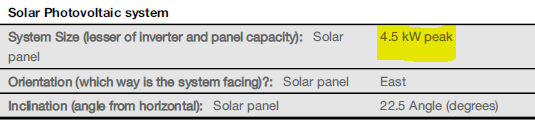 Solar Photovoltaic system
System Size (lesser of inverter and panel capacity): Solar panel 4.5 kW peak
Orientation (which way is the system facing)?: Solar panel East
Inclination (angle from horizontal): Solar panel 22.5 Angle (degrees)